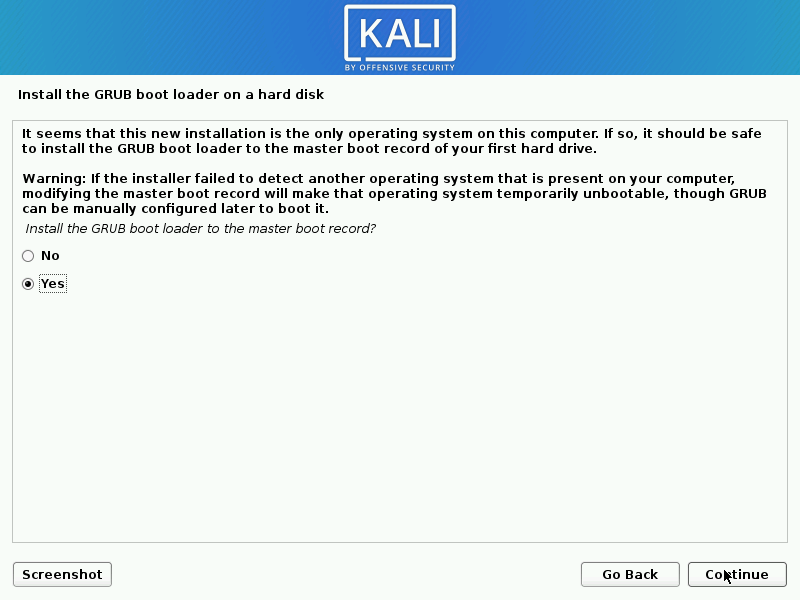 KALI
BY OFFENSIVE SECURITY
Install the GRUB boot loader on a hard disk
It seems that this new installation is the only operating system on this computer. If so, it should be safe
to install the GRUB boot loader to the master boot record of your first hard drive.
Warning: If the installer failed to detect another operating system that is present on your computer,
modifying the master boot record will make that operating system temporarily unbootable, though GRUB
can be manually configured later to boot it.
Install the GRUB boot loader to the master boot record?
No
Yes
Screenshot
Go Back
Continue